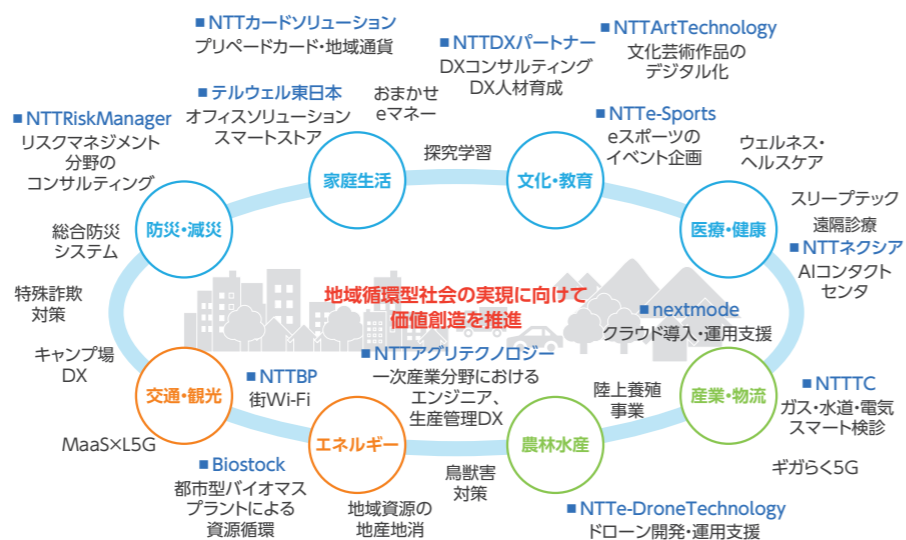 ■ NTTカードソリューション
プリペードカード・地域通貨
■ NTTDXパートナー
DXコンサルティング
DX人材育成
■ NTTArtTechnology
文化芸術作品の
デジタル化
■ NTTRiskManager
リスクマネジメント
分野の
コンサルティング
■ テルウェル東日本
オフィスソリューション
スマートストア
おまかせ
eマネー
■ NTTe-Sports
eスポーツの
イベント企画
探究学習
ウェルネス・
ヘルスケア
家庭生活
文化・教育
防災・減災
医療・健康
スリープテック
遠隔診療
■ NTTネクシア
AIコンタクト
センタ
総合防災
システム
特殊詐欺
対策
地域循環型社会の実現に向けて
価値創造を推進
■ nextmode
クラウド導入・運用支援
キャンプ場
DX
交通・観光
■ NTTBP
街Wi-Fi
■ NTTアグリテクノロジー
一次産業分野における
エンジニア、
生産管理DX
陸上養殖
事業
産業・物流
■ NTTTC
ガス・水道・電気
スマート検診
MaaS×L5G
エネルギー
農林水産
ギガらく5G
■ Biostock
都市型バイオマス
プラントによる
資源循環
地域資源の
地産地消
鳥獣害
対策
■ NTTe-DroneTechnology
ドローン開発・運用支援